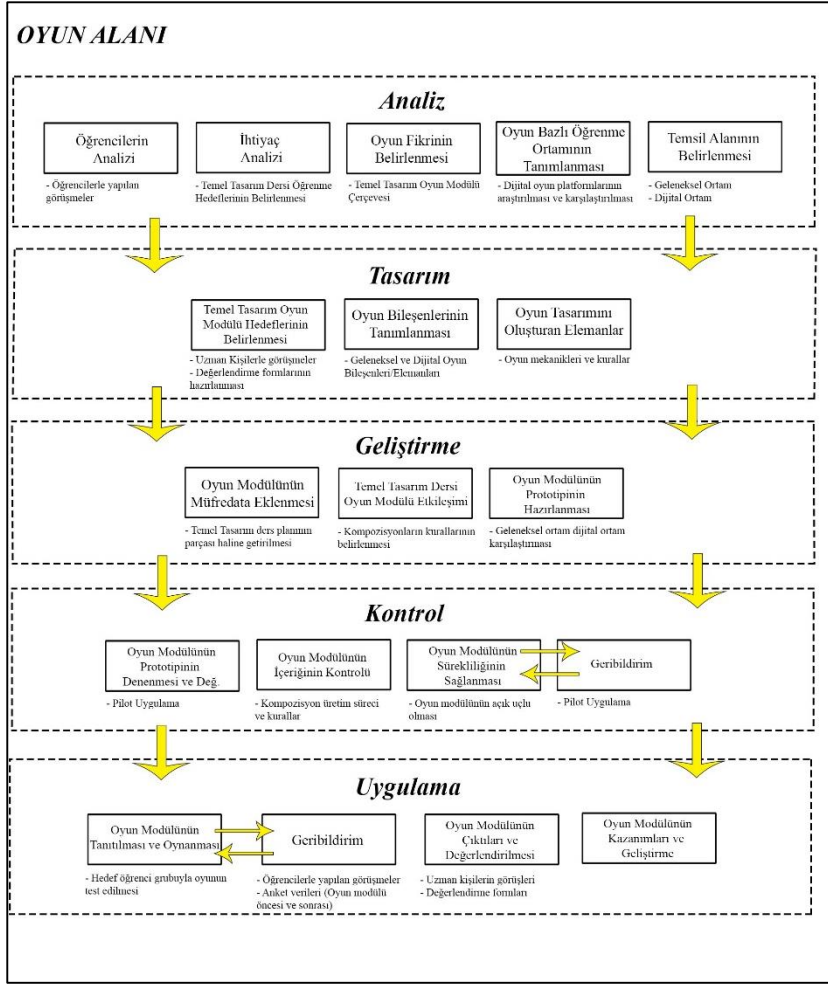 OYUN ALANI
Analiz
Öğrencilerin
Analizi
- Öğrencilerle yapılan
görüşmeler
İhtiyaç
Analizi
- Temel Tasarım Dersi Öğrenme
Hedeflerinin Belirlenmesi
Oyun Fikrinin
Belirlenmesi
- Temel Tasarım Oyun Modülü
Çerçevesi
Oyun Bazlı Öğrenme
Ortamının
Tanımlanması
- Dijital oyun platformlarının
araştırılması ve karşılaştırılması
Temsil Alanının
Belirlenmesi
- Geleneksel Ortam
- Dijital Ortam
Tasarım
Temel Tasarım Oyun
Modülü Hedeflerinin
Belirlenmesi
- Uzman Kişilerle görüşmeler
- Değerlendirme formlarının
hazırlanması
Oyun Bileşenlerinin
Tanımlanması
- Geleneksel ve Dijital Oyun
Bileşenleri/Elemanları
Oyun Tasarımını
Oluşturan Elemanlar
- Oyun mekanikleri ve kurallar
Geliştirme
Oyun Modülünün
Müfredata Eklenmesi
- Temel Tasarım ders planının
parçası haline getirilmesi
Temel Tasarım Dersi
Oyun Modülü Etkileşimi
- Kompozisyonların kurallarının
belirlenmesi
Oyun Modülünün
Prototipinin
Hazırlanması
- Geleneksel ortam dijital ortam
karşılaştırması
Kontrol
Oyun Modülünün
Prototipinin
Denenmesi ve Değ.
- Pilot Uygulama
Oyun Modülünün
İçeriğinin Kontrolü
- Kompozisyon üretim süreci
ve kurallar
Oyun Modülünün
Sürekliliğinin
Sağlanması
- Oyun modülünün açık uçlu
olması
Geribildirim
- Pilot Uygulama
Uygulama
Oyun Modülünün
Tanıtılması ve Oynanması
- Hedef öğrenci grubuyla oyunun
test edilmesi
Geribildirim
- Öğrencilerle yapılan görüşmeler
- Anket verileri (Oyun modülü
öncesi ve sonrası)
Oyun Modülünün
Çıktıları ve
Değerlendirilmesi
- Uzman kişilerin görüşleri
- Değerlendirme formları
Oyun Modülünün
Kazanımları ve
Geliştirme